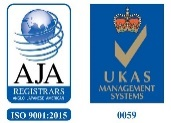 AJA
REGISTRARS
ANGLO JAPANESE AMERICAN
ISO 9001:2015
UKAS
MANAGEMENT
SYSTEMS
0059